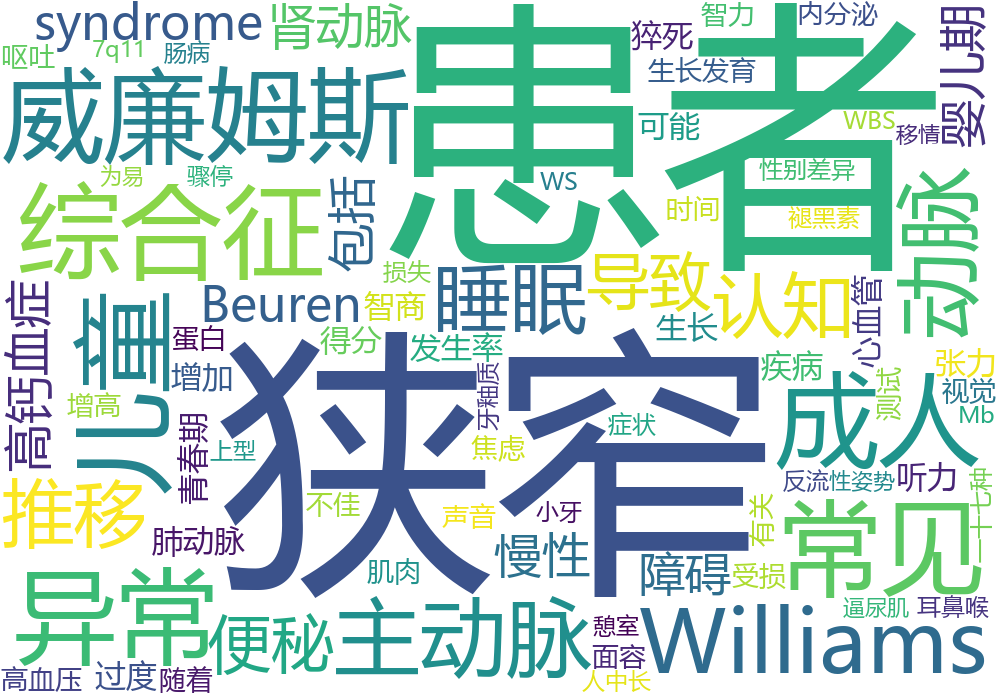 syndrome
肾动脉
患者
智力
内分泌
呕吐
7q11
肠病
猝死
生长发育
婴儿期
威廉姆斯
可能
WBS
移情
为易
骤停
WS
性别差异
综合征
包括
时间
褪黑素
动脉
损失
睡眠
导致
认知
心血管
高钙血症
儿童
Beuren
智商
生长
蛋白
得分
发生率
疾病
张力
增加
牙釉质
视觉
测试
增高
狭窄
成人
Mb
青春期
上型
焦虑
症状
反流性姿势
听力
二十七种
推移
不佳
声音
小牙
有关
常见
肺动脉
慢性
障碍
受损
肌肉
异常
逼尿肌
耳鼻喉
便秘
主动脉
憩室
Williams
面容
高血压
过度
随着
人中长